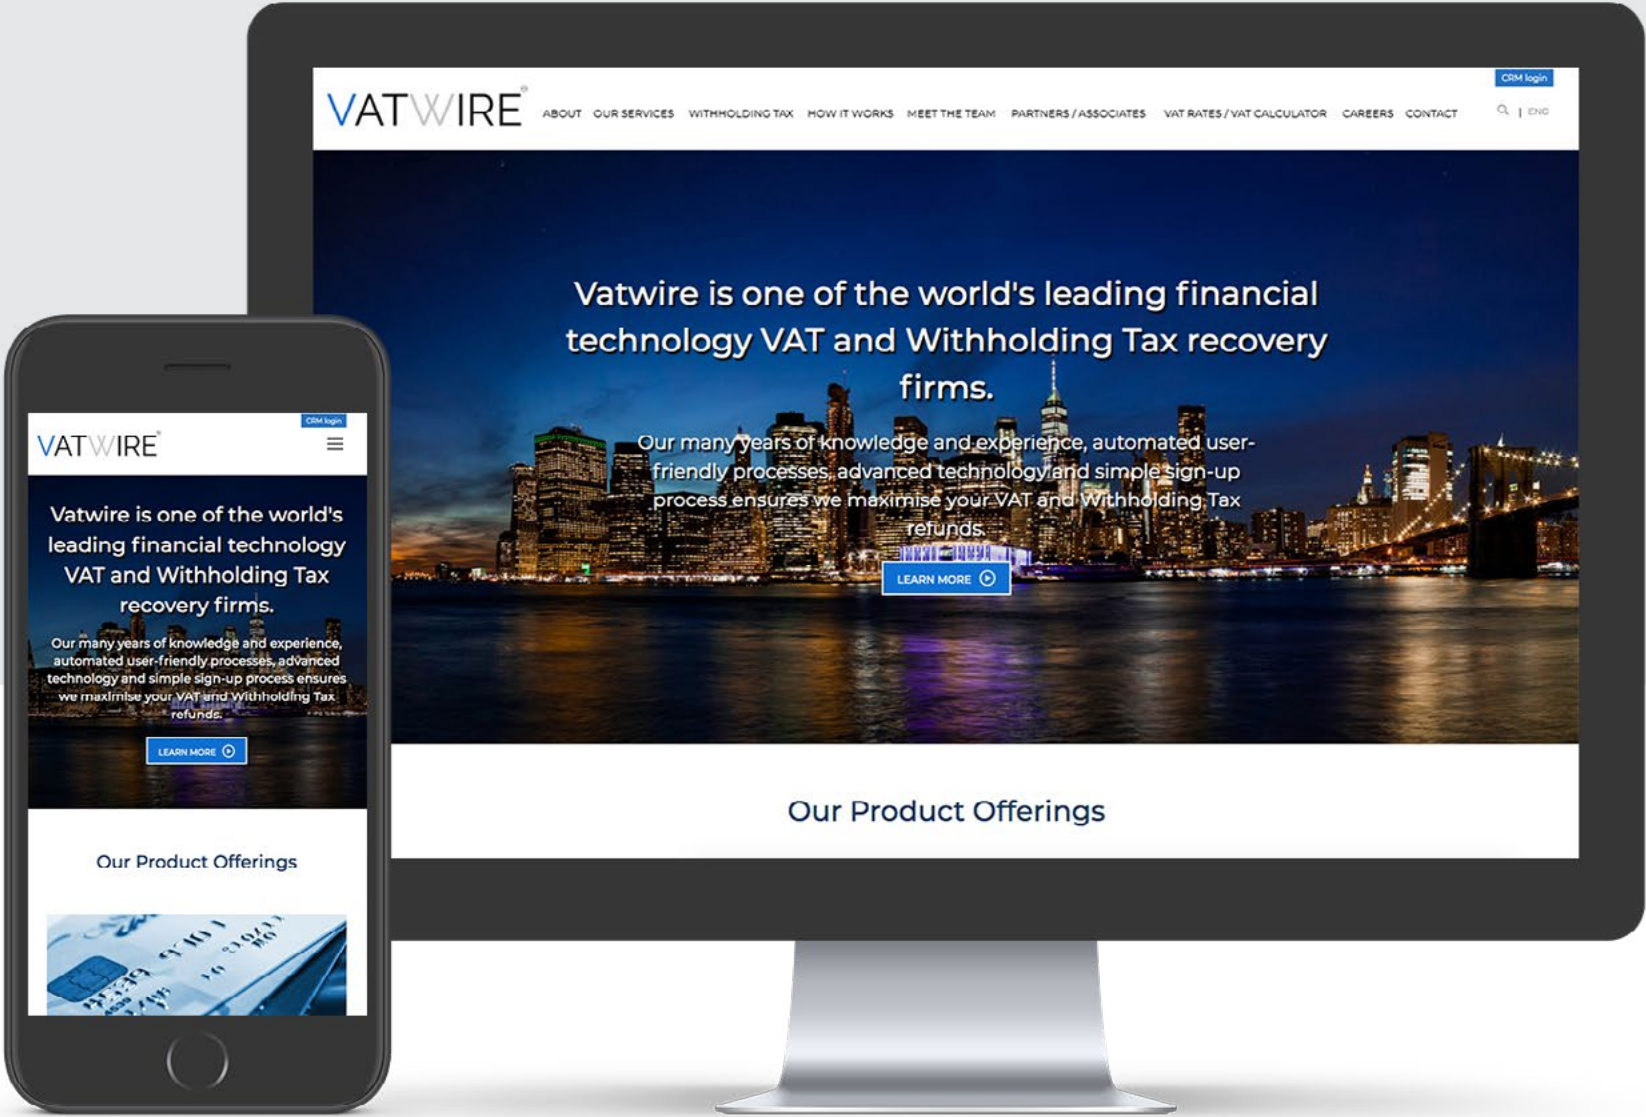 CRM login
VATWIRE®
ABOUT OUR SERVICES WITHHOLDING TAX HOW IT WORKS MEET THE TEAM PARTNERS / ASSOCIATES VAT RATES / VAT CALCULATOR CAREERS CONTACT | ENG
Vatwire is one of the world's leading financial
technology VAT and Withholding Tax recovery
firms.
Our many years of knowledge and experience, automated user-
friendly processes, advanced technology and simple sign-up
process ensures we maximise your VAT and Withholding Tax
refunds.
LEARN MORE
Our Product Offerings
CRM login
VATWIRE®
Vatwire is one of the world's
leading financial technology
VAT and Withholding Tax
recovery firms.
Our many years of knowledge and experience,
automated user-friendly processes, advanced
technology and simple sign-up process ensures
we maximise your VAT and Withholding Tax
refunds.
LEARN MORE
Our Product Offerings